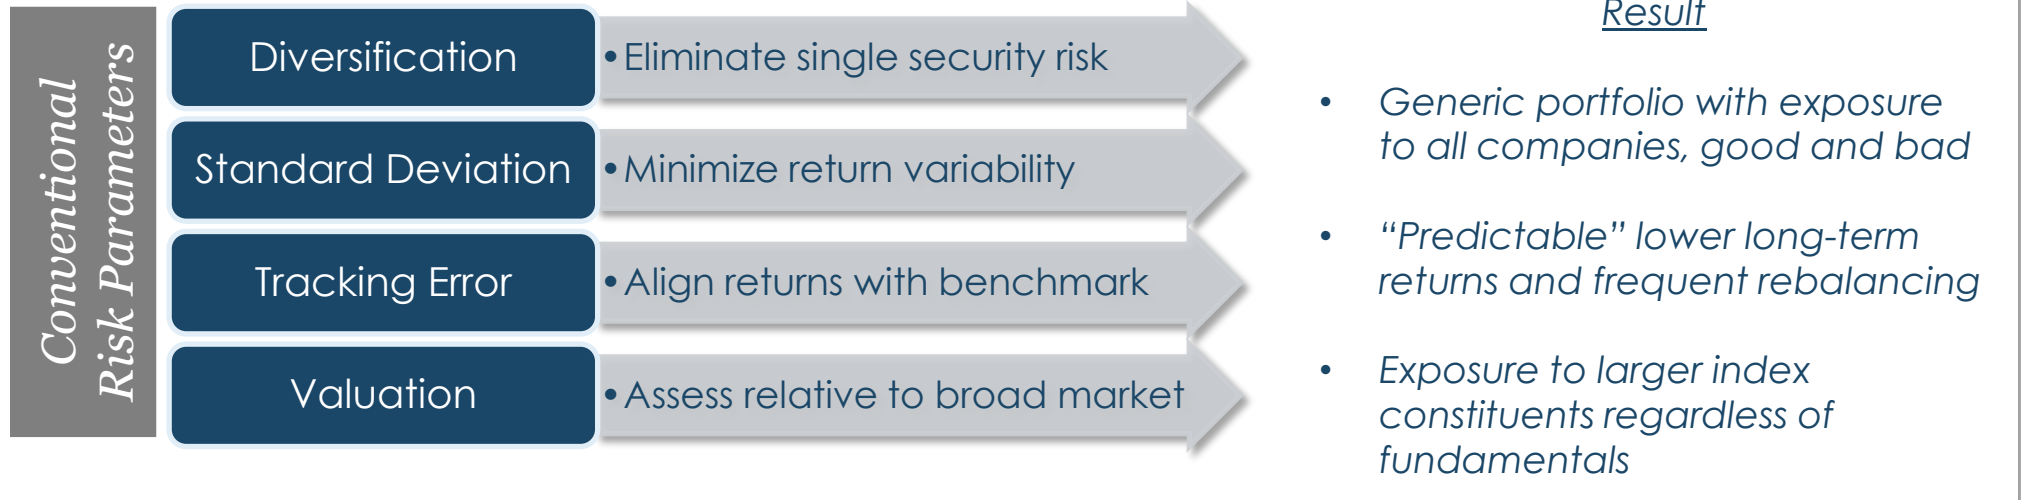 Conventional
Risk Parameters
Diversification
•Eliminate single security risk
Standard Deviation
•Minimize return variability
Tracking Error
•Align returns with benchmark
Valuation
•Assess relative to broad market
Result
• Generic portfolio with exposure
to all companies, good and bad
• “Predictable” lower long-term
returns and frequent rebalancing
• Exposure to larger index
constituents regardless of
fundamentals